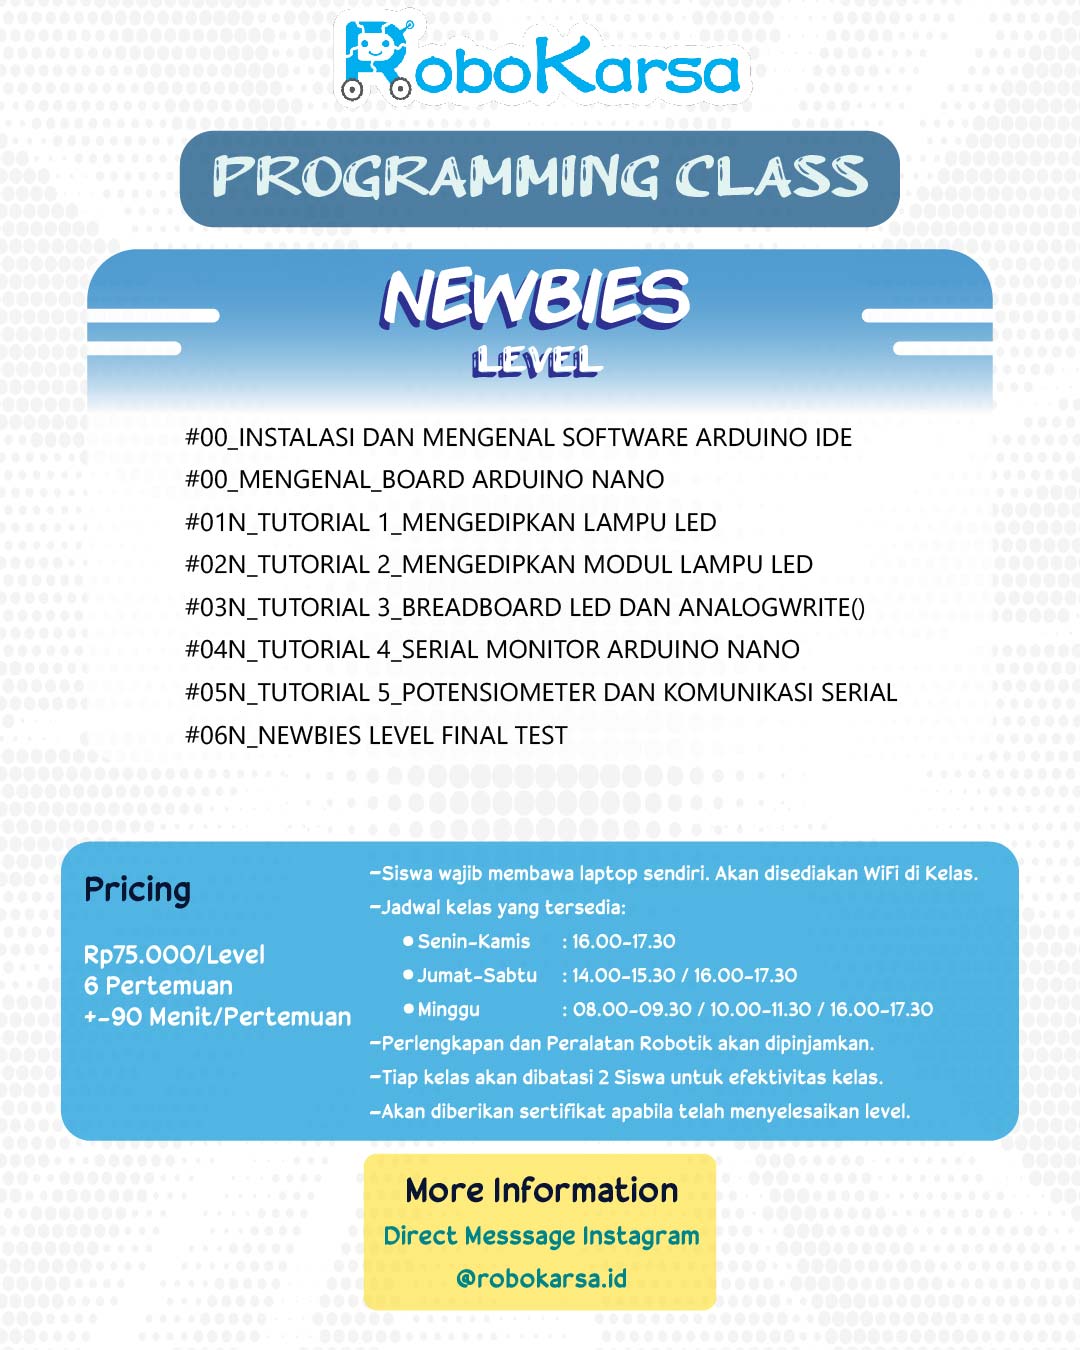 RoboKarsa
PROGRAMMING CLASS
NEWBIES
LEVEL
#00_INSTALASI DAN MENGENAL SOFTWARE ARDUINO IDE
#00_MENGENAL_BOARD ARDUINO NANO
#01N_TUTORIAL 1_MENGEDIPKAN LAMPU LED
#02N_TUTORIAL 2_MENGEDIPKAN MODUL LAMPU LED
#03N_TUTORIAL 3_BREADBOARD LED DAN ANALOGWRITE()
#04N_TUTORIAL 4_SERIAL MONITOR ARDUINO NANO
#05N_TUTORIAL 5_POTENSIOMETER DAN KOMUNIKASI SERIAL
#06N_NEWBIES LEVEL FINAL TEST
Pricing
Rp75.000/Level
6 Pertemuan
+-90 Menit/Pertemuan
-Siswa wajib membawa laptop sendiri. Akan disediakan WiFi di Kelas.
-Jadwal kelas yang tersedia:
• Senin-Kamis : 16.00-17.30
• Jumat-Sabtu : 14.00-15.30 / 16.00-17.30
• Minggu : 08.00-09.30 / 10.00-11.30 / 16.00-17.30
-Perlengkapan dan Peralatan Robotik akan dipinjamkan.
-Tiap kelas akan dibatasi 2 Siswa untuk efektivitas kelas.
-Akan diberikan sertifikat apabila telah menyelesaikan level.
More Information
Direct Messsage Instagram
@robokarsa.id